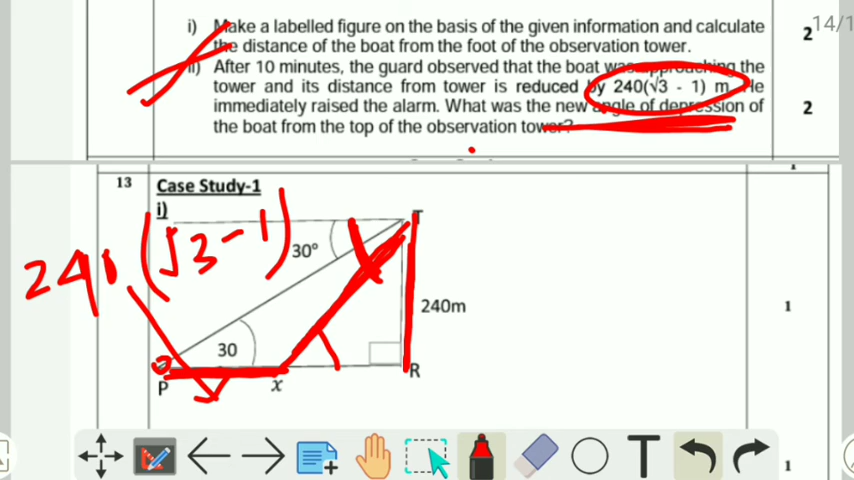 i) Make a labelled figure on the basis of the given information and calculate the distance of the boat from the foot of the observation tower.
2
14/1
ii) After 10 minutes, the guard observed that the boat was approaching the tower and its distance from tower is reduced by 240(√3 - 1) m. He immediately raised the alarm. What was the new angle of depression of the boat from the top of the observation tower?
2
1
13
Case Study-1
i)
T
240(√3-1)
30°
240m
1
30
P
x
R
T
1